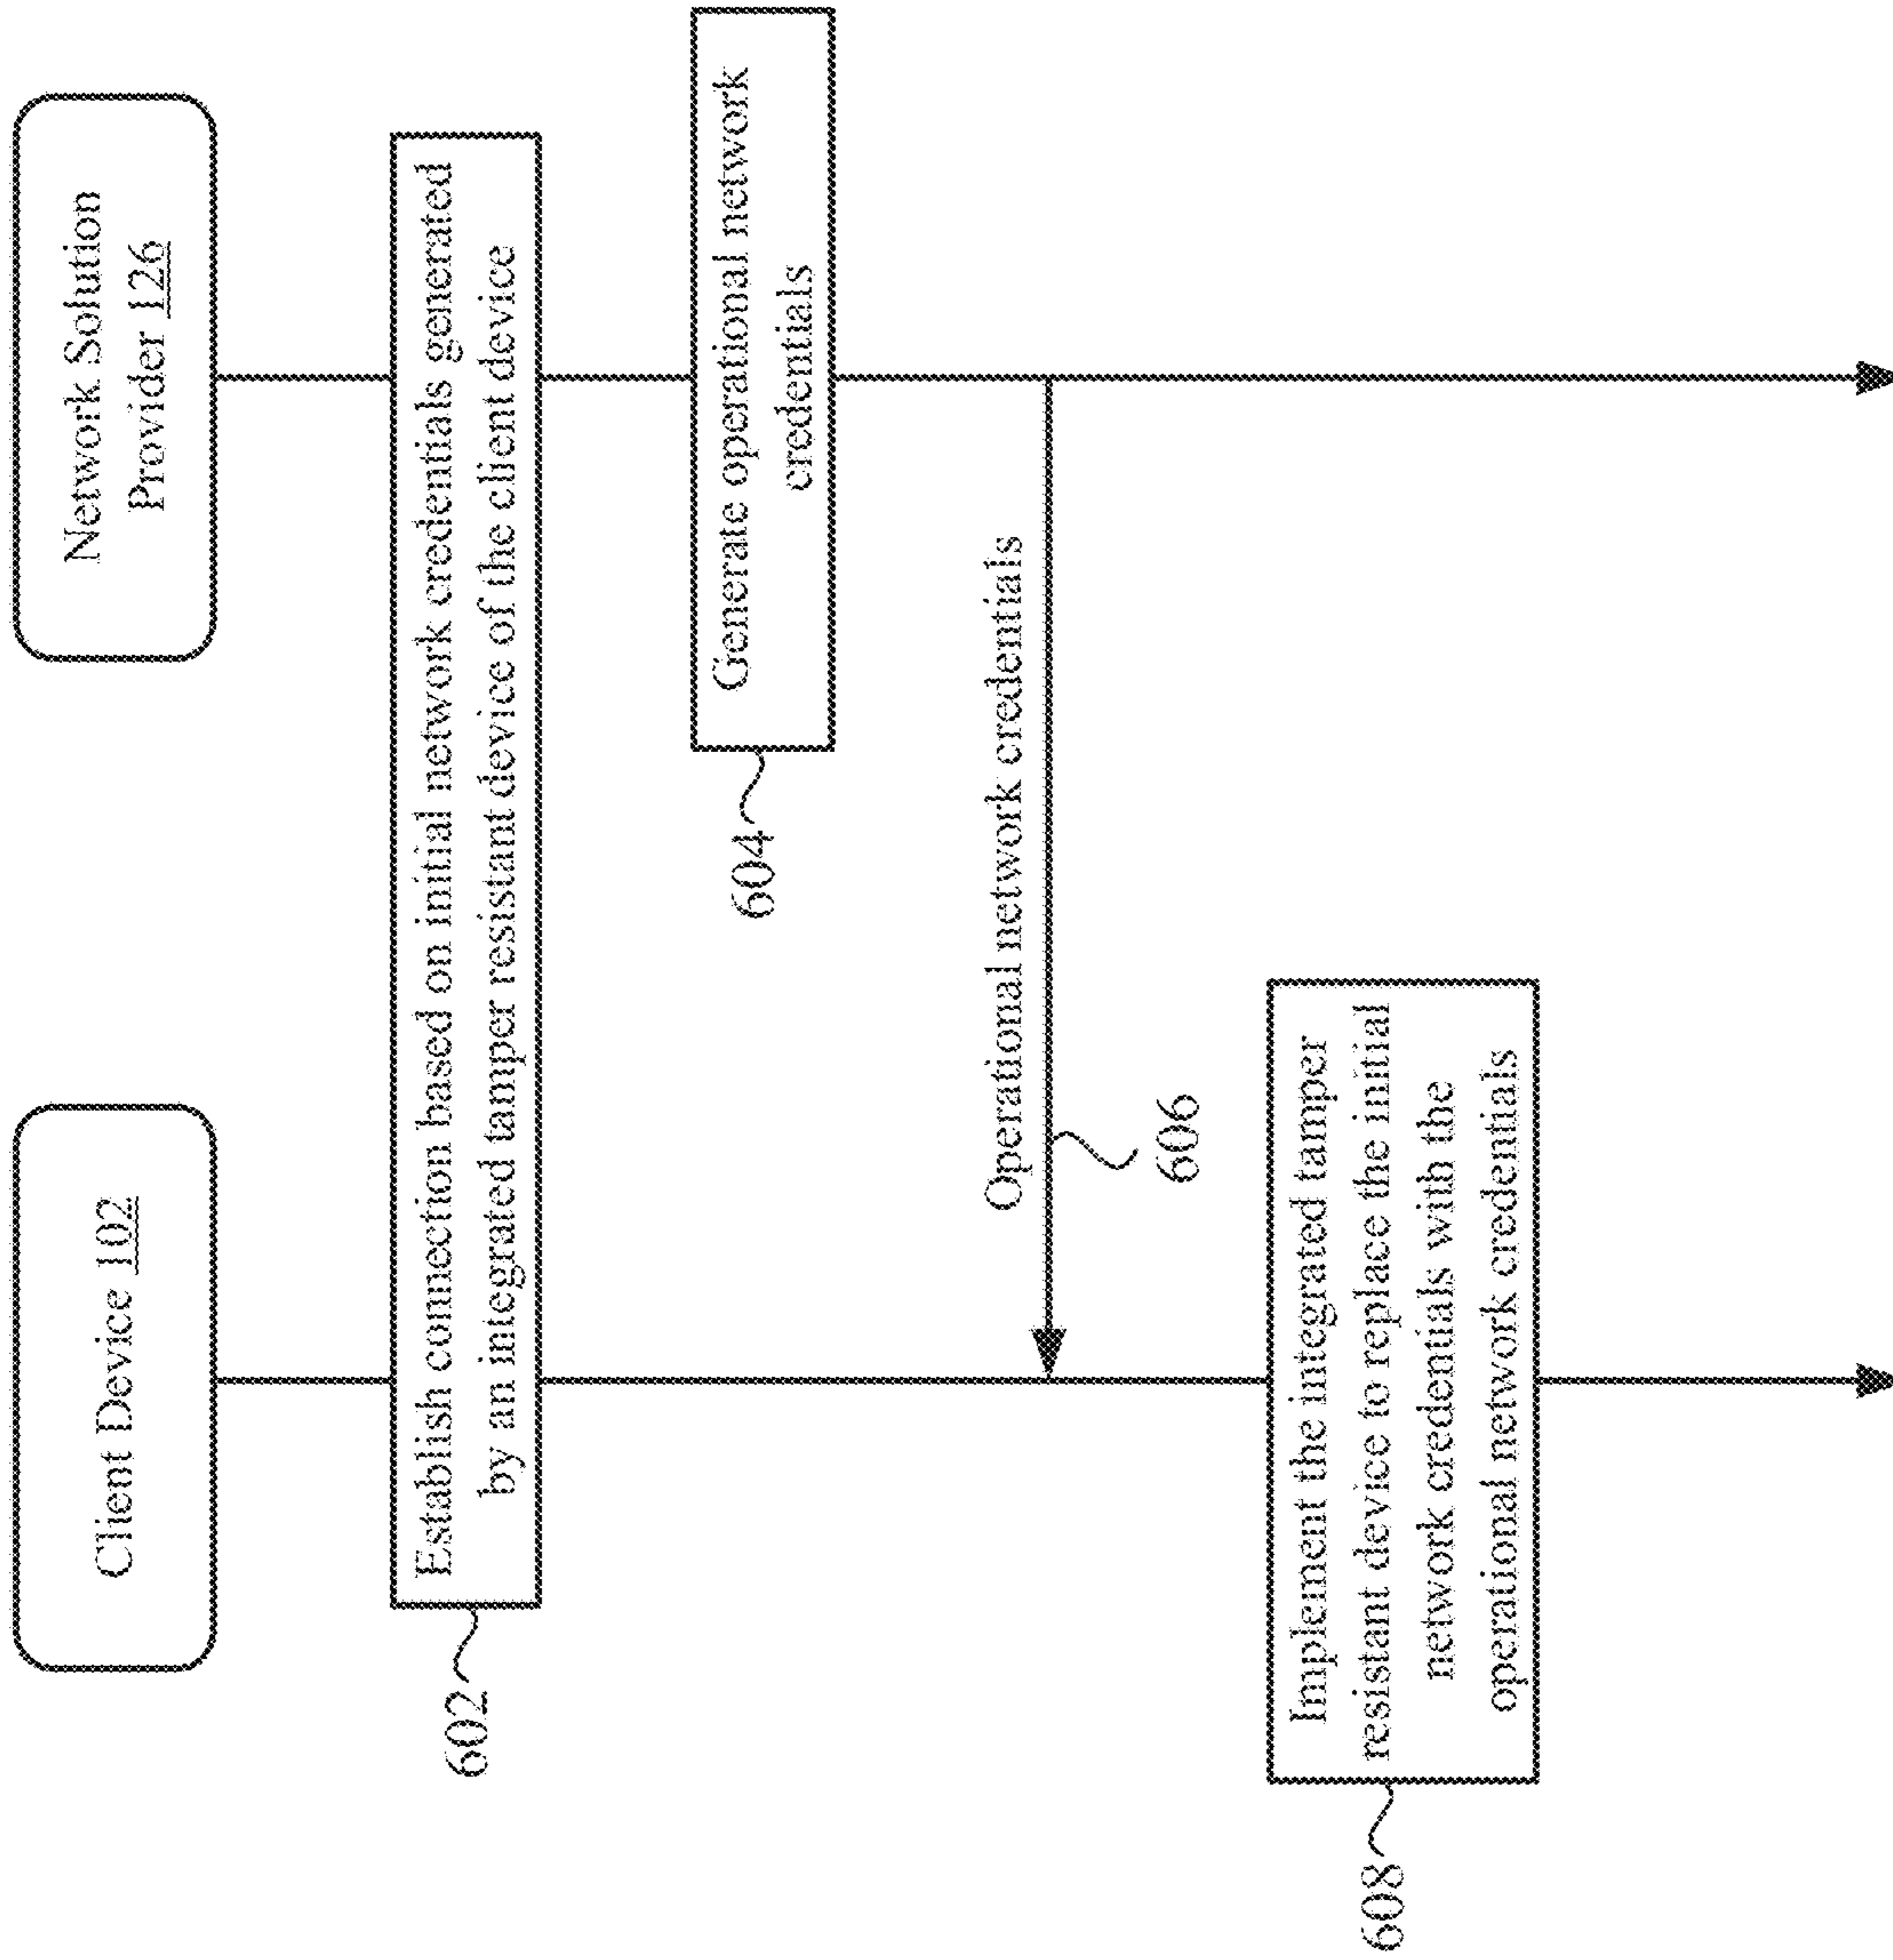 Client Device 102
Network Solution
Provider 126
Establish connection based on initial network credentials generated
by an integrated tamper resistant device of the client device
602
Generate operational network
credentials
604
Operational network credentials
606
Implement the integrated tamper
resistant device to replace the initial
network credentials with the
operational network credentials
608